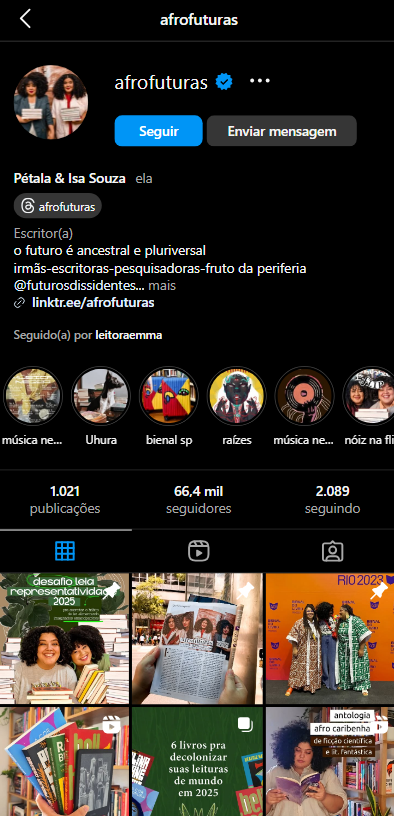 afrofuturas
afrofuturas
Seguir
Enviar mensagem
Pétala & Isa Souza ela
afrofuturas
Escritor(a)
o futuro é ancestral e pluriversal
irmãs-escritoras-pesquisadoras-fruto da periferia
@futurosdissidentes... mais
linktr.ee/afrofuturas
Seguido(a) por leitoraemma
música ne... Uhura bienal sp raízes música ne... nóiz na fli
1.021 66,4 mil 2.089
publicações seguidores seguindo
desafio leia
representatividade
2025
RIO 2023
6 livros pra
decolonizar
suas leituras
de mundo
em 2025
antologia
afro caribenha
de ficção científica
e lit. fantástica